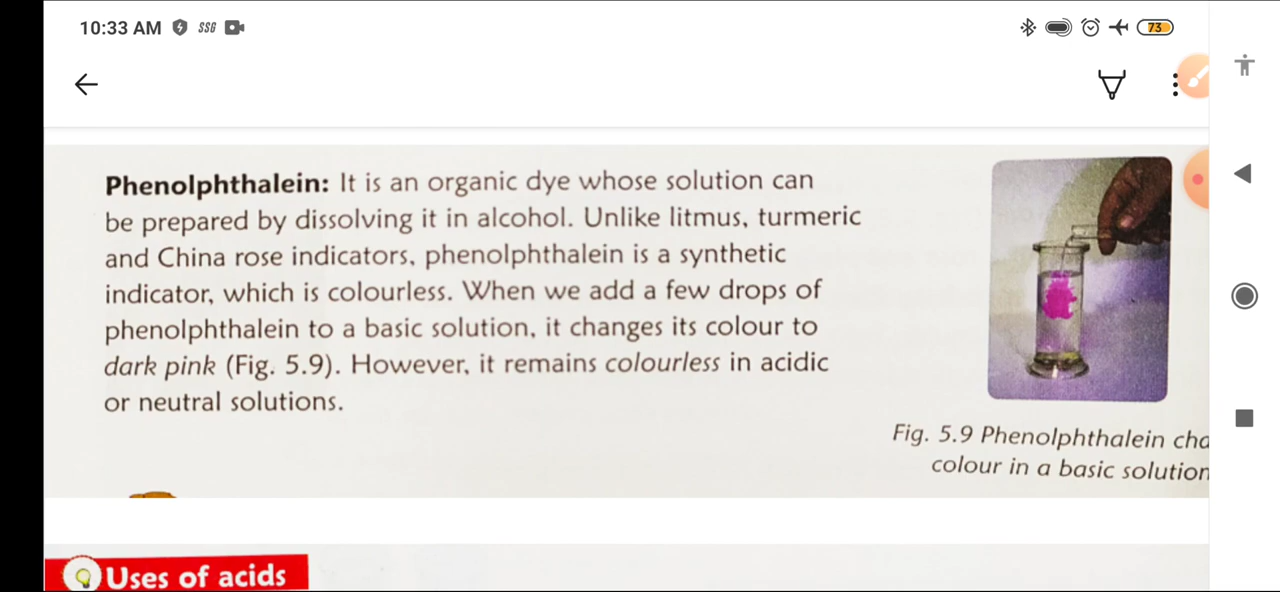 10:33 AM SSG 73
Phenolphthalein: It is an organic dye whose solution can
be prepared by dissolving it in alcohol. Unlike litmus, turmeric
and China rose indicators, phenolphthalein is a synthetic
indicator, which is colourless. When we add a few drops of
phenolphthalein to a basic solution, it changes its colour to
dark pink (Fig. 5.9). However, it remains colourless in acidic
or neutral solutions.
Fig. 5.9 Phenolphthalein cha
colour in a basic solution
Uses of acids